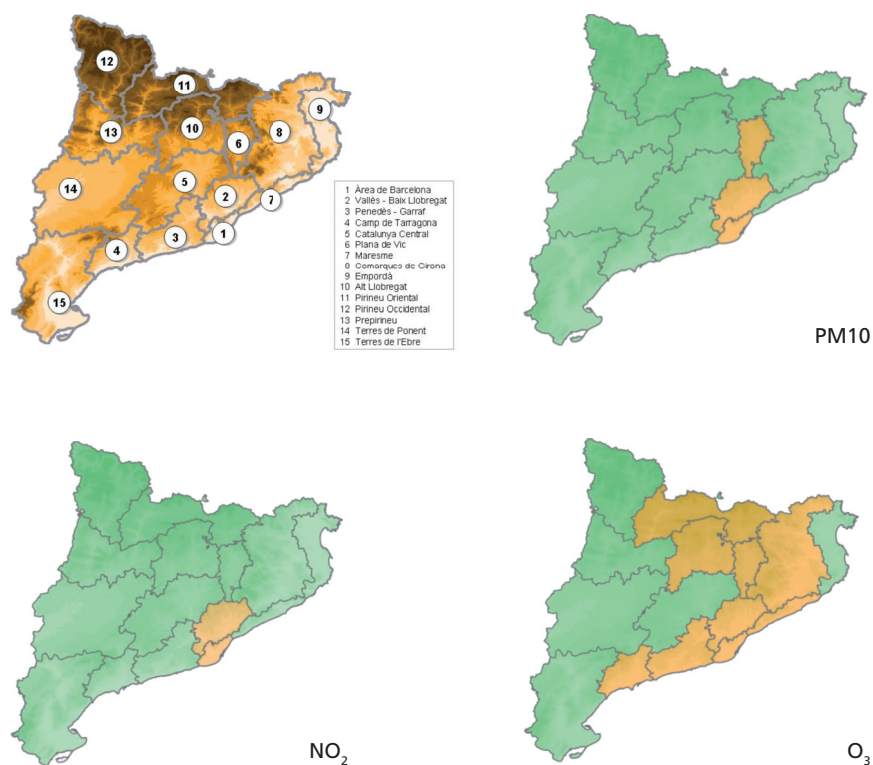 12
11
9
10
13
6
8
5
14
2
7
3
1
4
15
1 Àrea de Barcelona
2 Vallès - Baix Llobregat
3 Penedès - Garraf
4 Camp de Tarragona
5 Catalunya Central
6 Plana de Vic
7 Maresme
8 Comarques de Girona
9 Empordà
10 Alt Llobregat
11 Pirineu Oriental
12 Pirineu Occidental
13 Prepirineu
14 Terres de Ponent
15 Terres de l'Ebre
PM10
NO₂
O₃